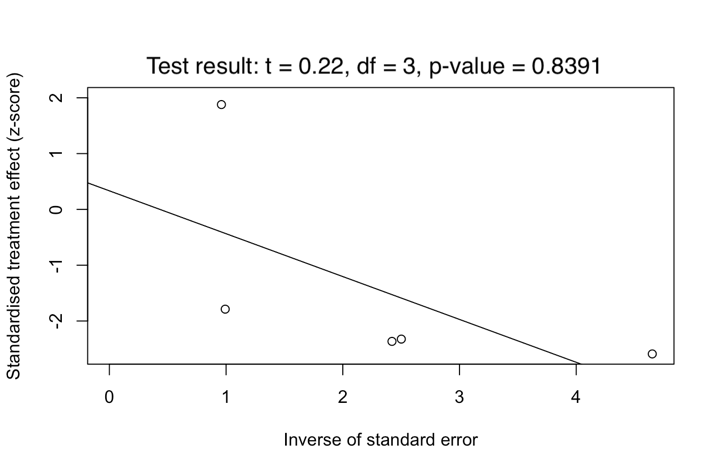 Test result: t = 0.22, df = 3, p-value = 0.8391
Standardised treatment effect (z-score)
2
1
0
-1
-2
0 1 2 3 4
Inverse of standard error